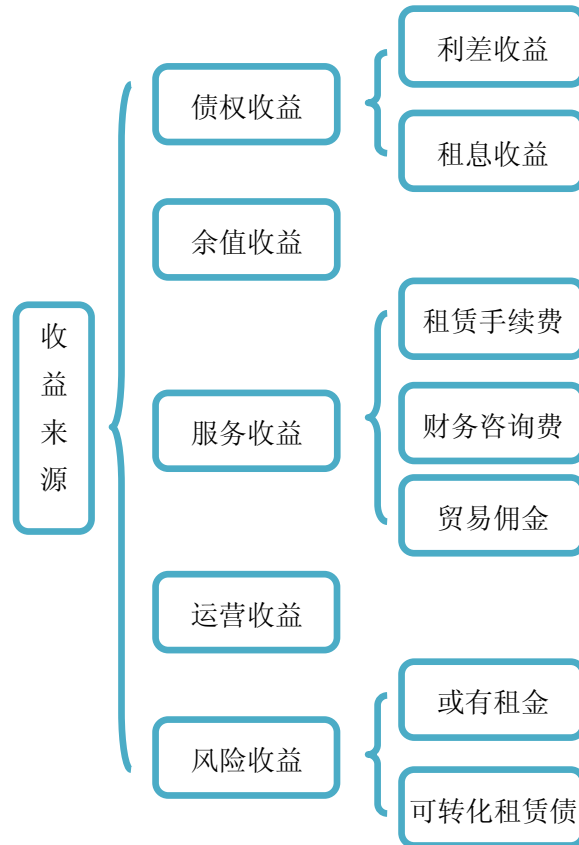 收益来源
债权收益
利差收益
租息收益
余值收益
服务收益
租赁手续费
财务咨询费
贸易佣金
运营收益
风险收益
或有租金
可转化租赁债